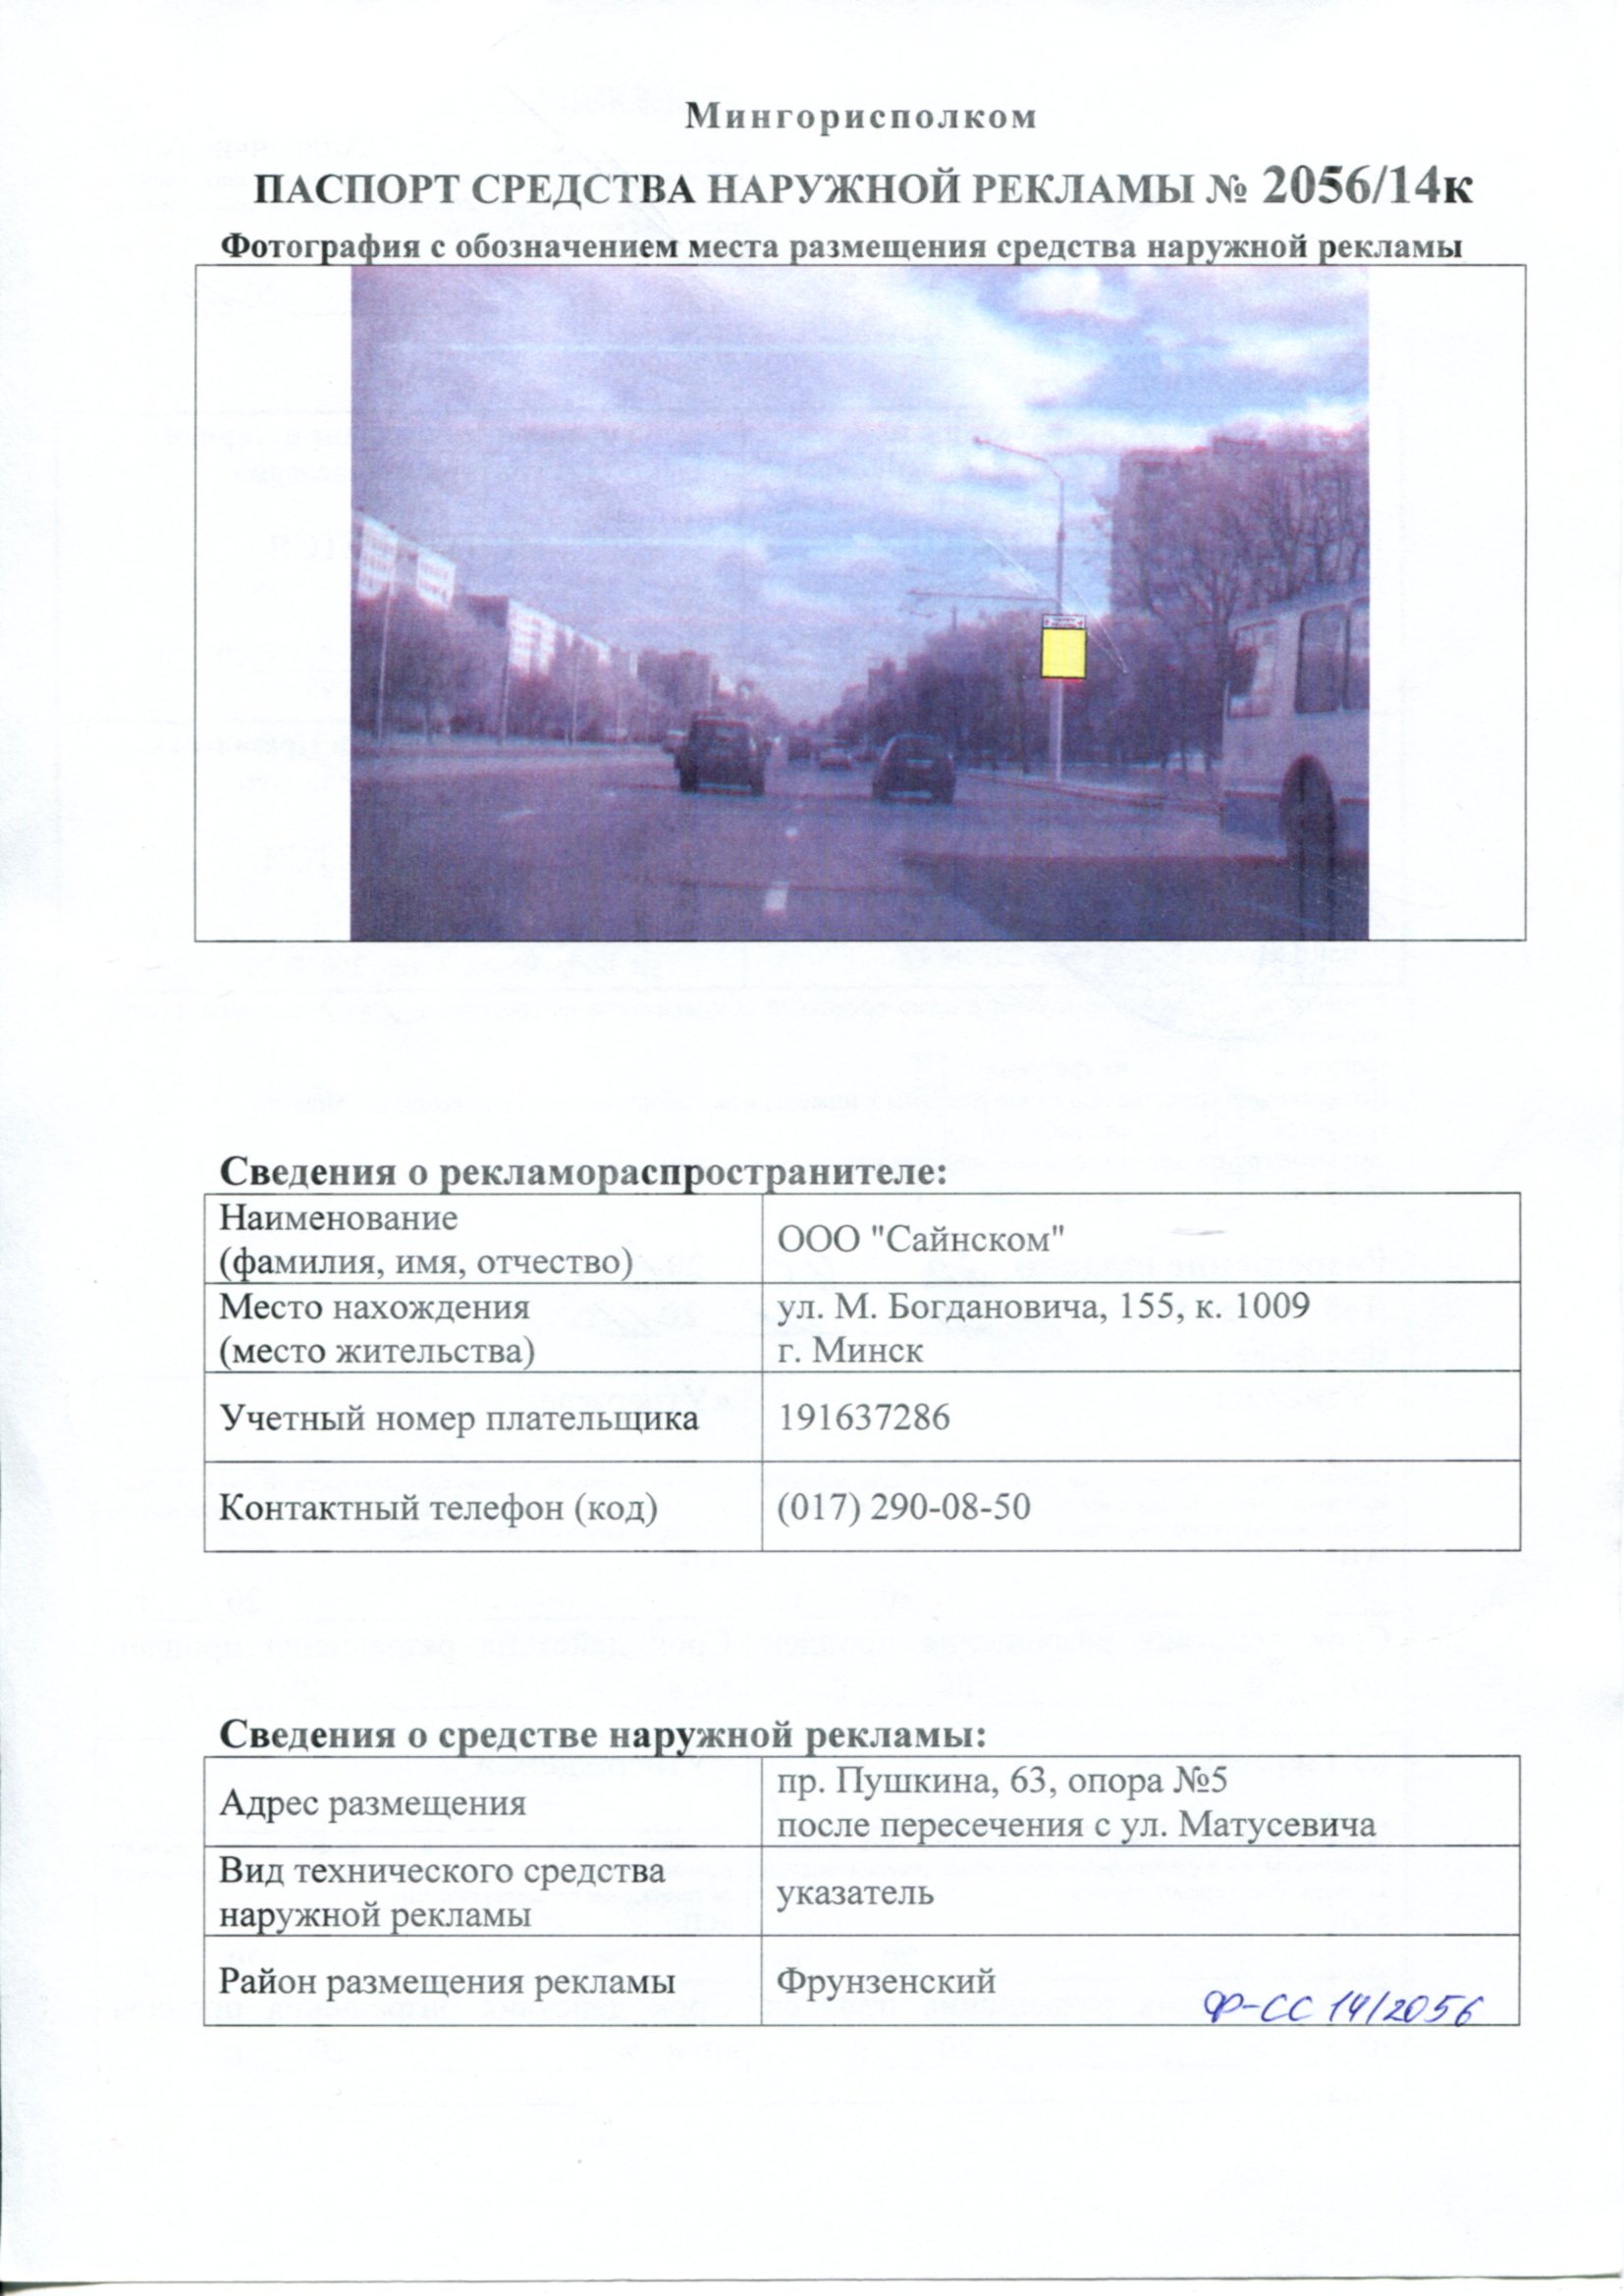 Мингорисполком
ПАСПОРТ СРЕДСТВА НАРУЖНОЙ РЕКЛАМЫ № 2056/14к
Фотография с обозначением места размещения средства наружной рекламы
Сведения о рекламораспространителе:
Наименование
(фамилия, имя, отчество)
ООО "Сайнском"
Место нахождения
(место жительства)
ул. М. Богдановича, 155, к. 1009
г. Минск
Учетный номер плательщика
191637286
Контактный телефон (код)
(017) 290-08-50
Сведения о средстве наружной рекламы:
Адрес размещения
пр. Пушкина, 63, опора №5
после пересечения с ул. Матусевича
Вид технического средства
наружной рекламы
указатель
Район размещения рекламы
Фрунзенский
Ф-СС 14/2056